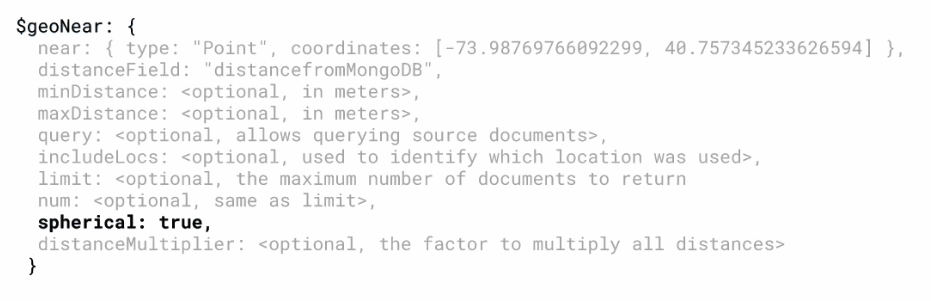 $geoNear: {
near: { type: "Point", coordinates: [-73.98769766092299, 40.757345233626594] },
distanceField: "distancefromMongoDB",
minDistance: <optional, in meters>,
maxDistance: <optional, in meters>,
query: <optional, allows querying source documents>,
includeLocs: <optional, used to identify which location was used>,
limit: <optional, the maximum number of documents to return
num: <optional, same as limit>,
spherical: true,
distanceMultiplier: <optional, the factor to multiply all distances>
}